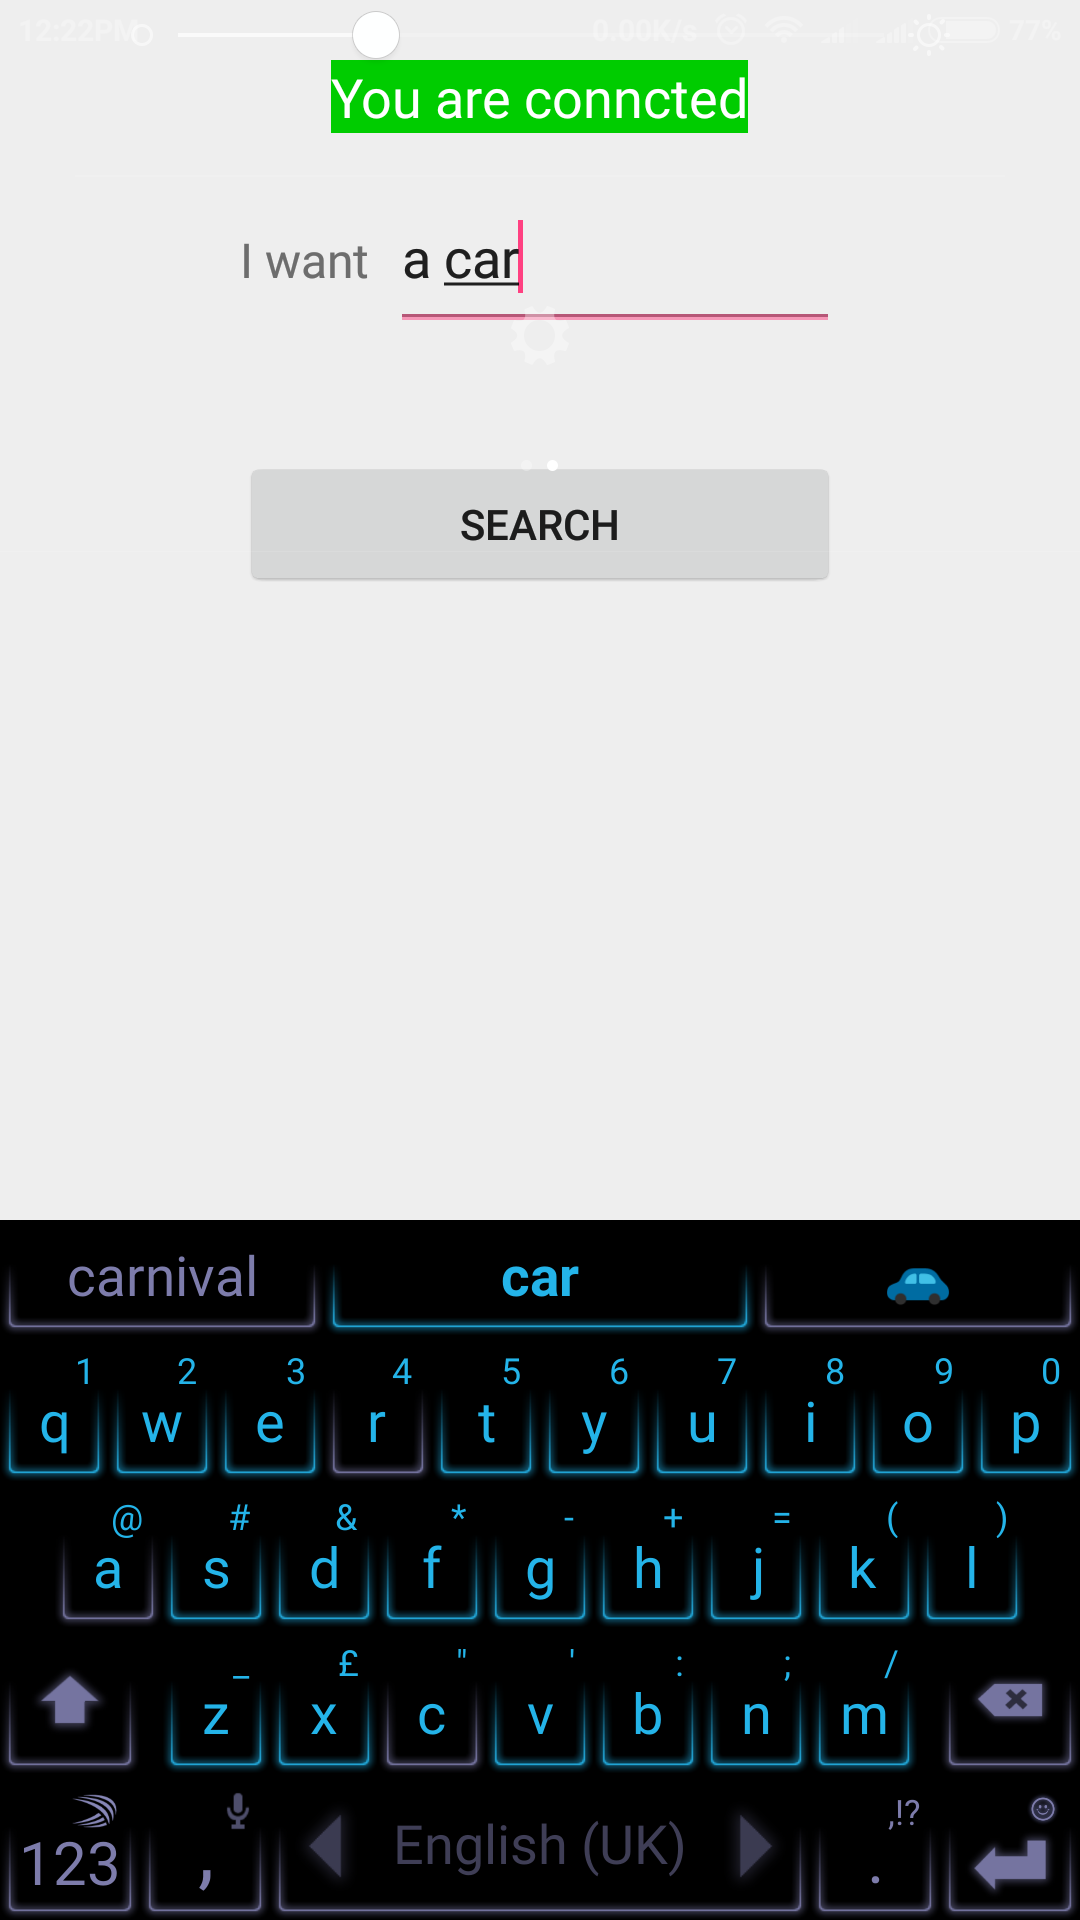 12:22PM 0.00K/s 77%
You are conncted
I want a car
SEARCH
carnival car
1 2 3 4 5 6 7 8 9 0
q w e r t y u i o p
@ # & * - + = ( )
a s d f g h j k l
_ £ " ' : ; /
z x c v b n m
,!?
123 , English (UK) .